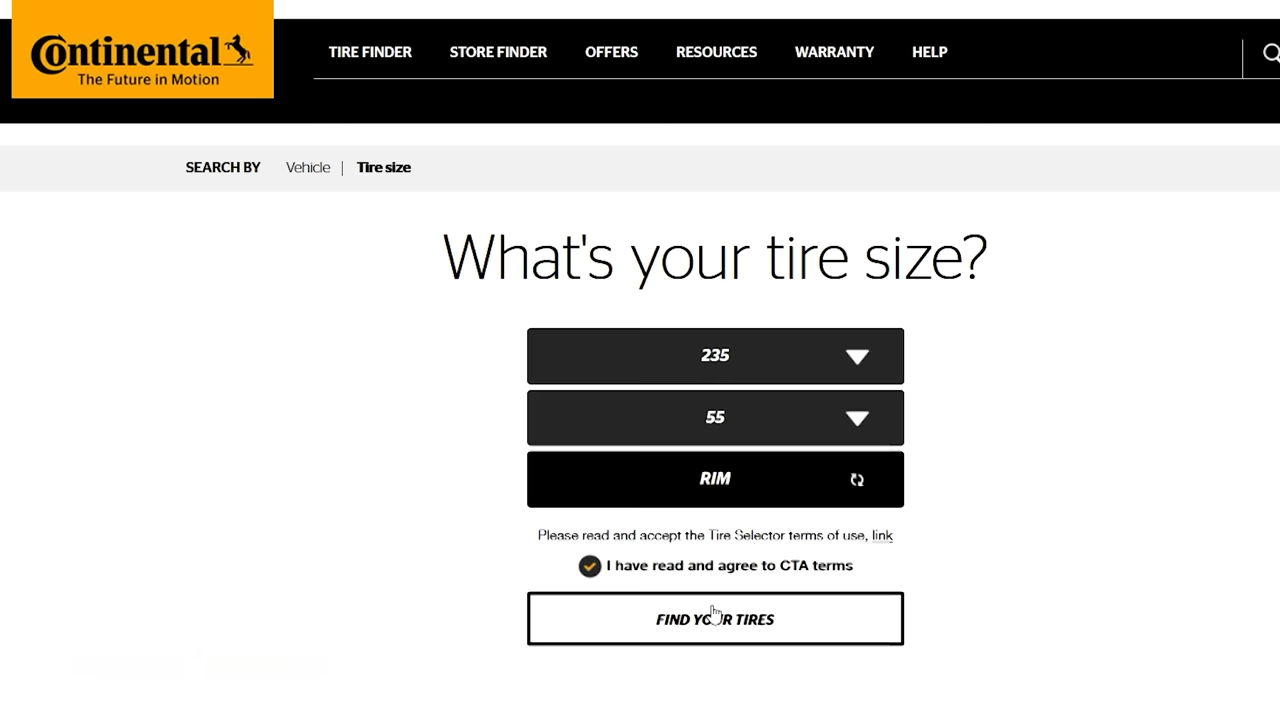 Continental
The Future in Motion
TIRE FINDER STORE FINDER OFFERS RESOURCES WARRANTY HELP
SEARCH BY Vehicle | Tire size
What's your tire size?
235
55
RIM
Please read and accept the Tire Selector terms of use, link
I have read and agree to CTA terms
FIND YOUR TIRES